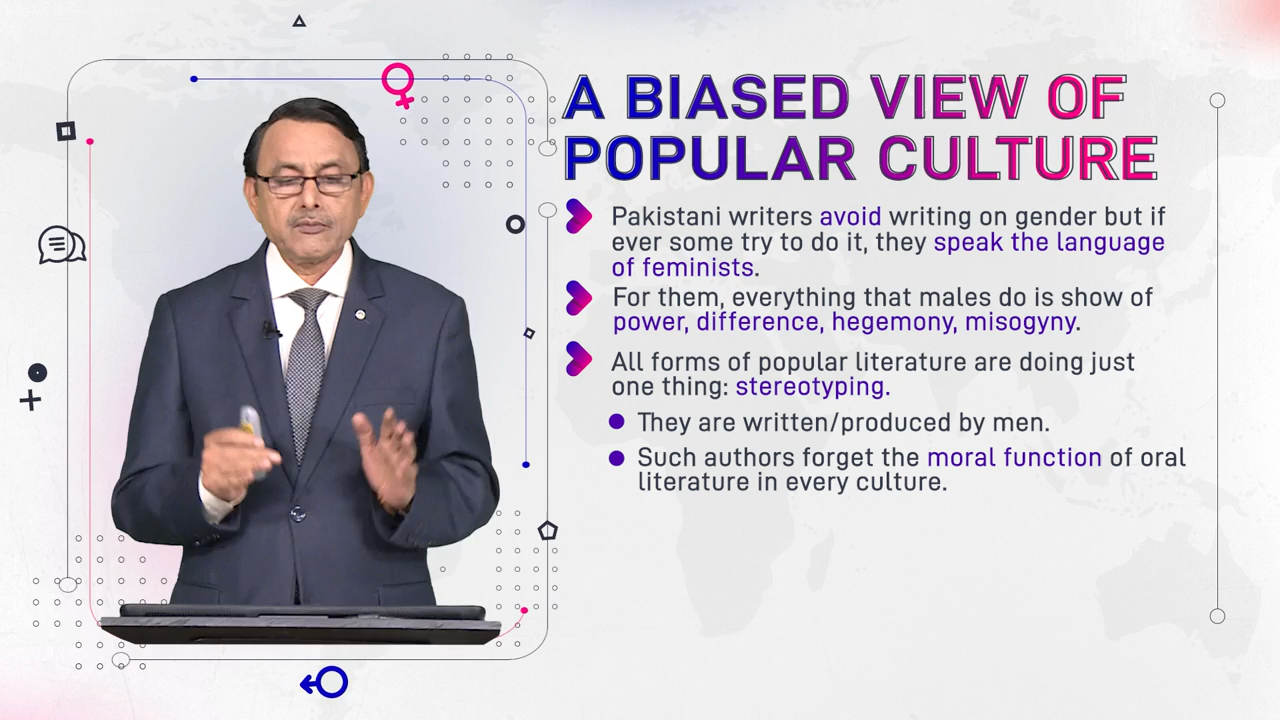 A BIASED VIEW OF
POPULAR CULTURE
Pakistani writers avoid writing on gender but if
ever some try to do it, they speak the language
of feminists.
For them, everything that males do is show of
power, difference, hegemony, misogyny.
All forms of popular literature are doing just
one thing: stereotyping.
They are written/produced by men.
Such authors forget the moral function of oral
literature in every culture.